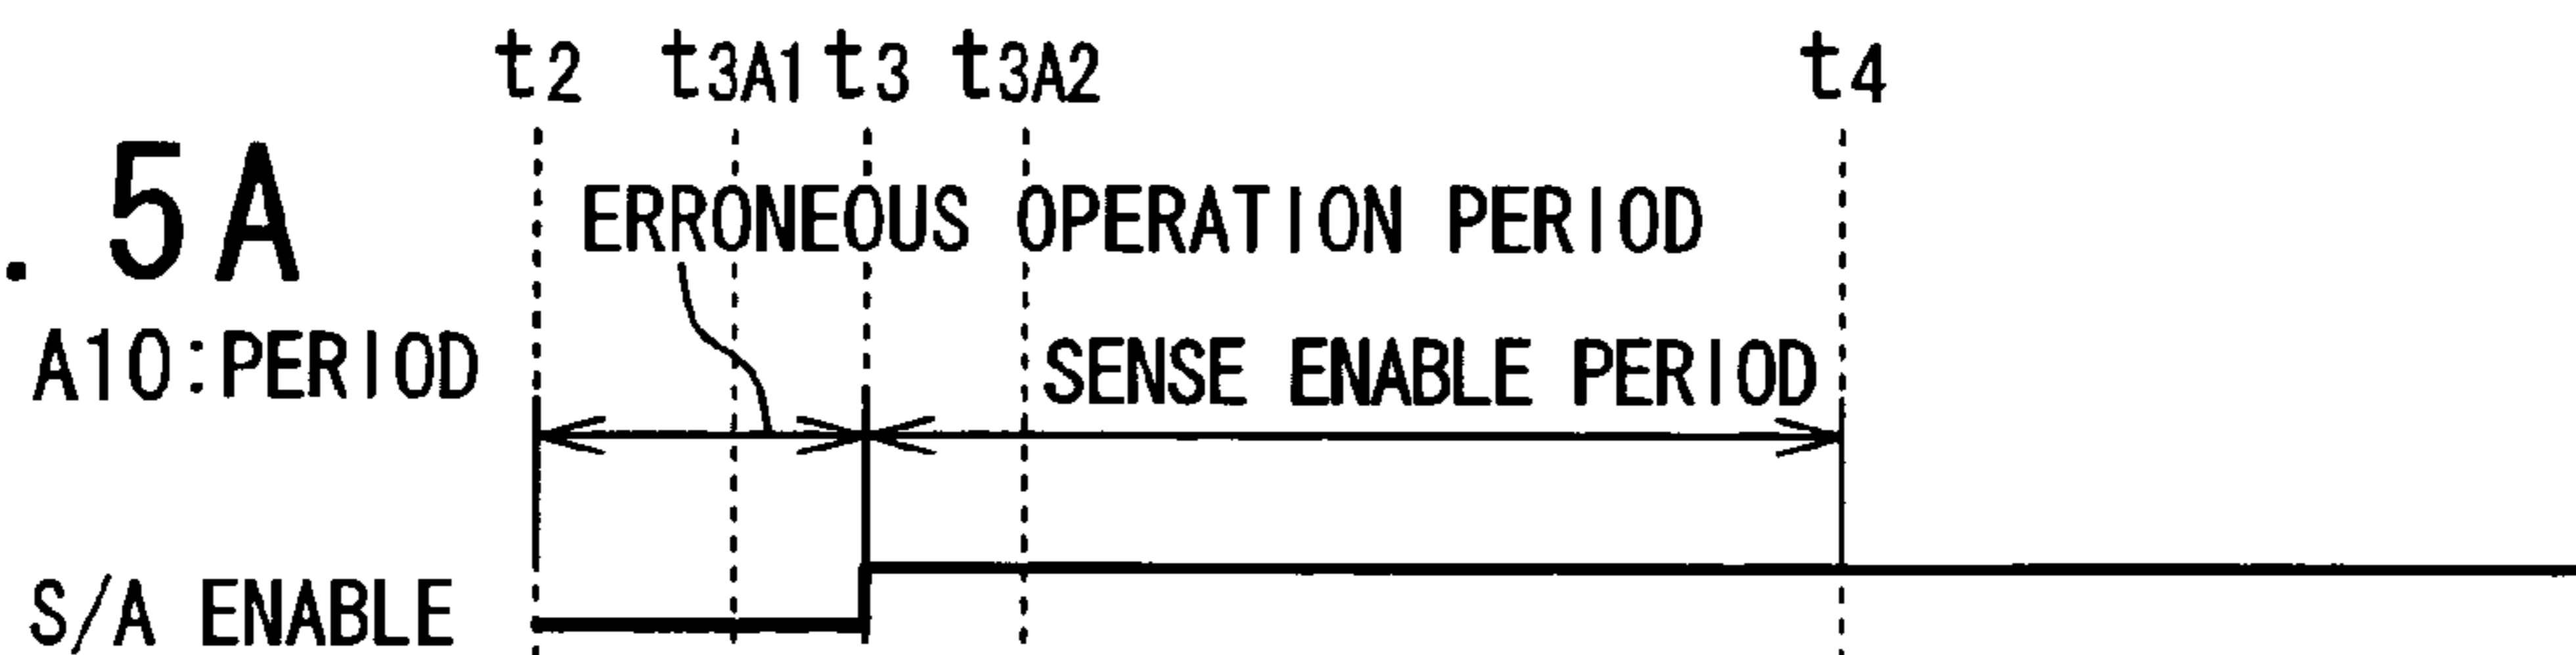 t2 t3A1 t3 t3A2 t4
. 5A
ERRONEOUS OPERATION PERIOD
A10:PERIOD
SENSE ENABLE PERIOD
S/A ENABLE